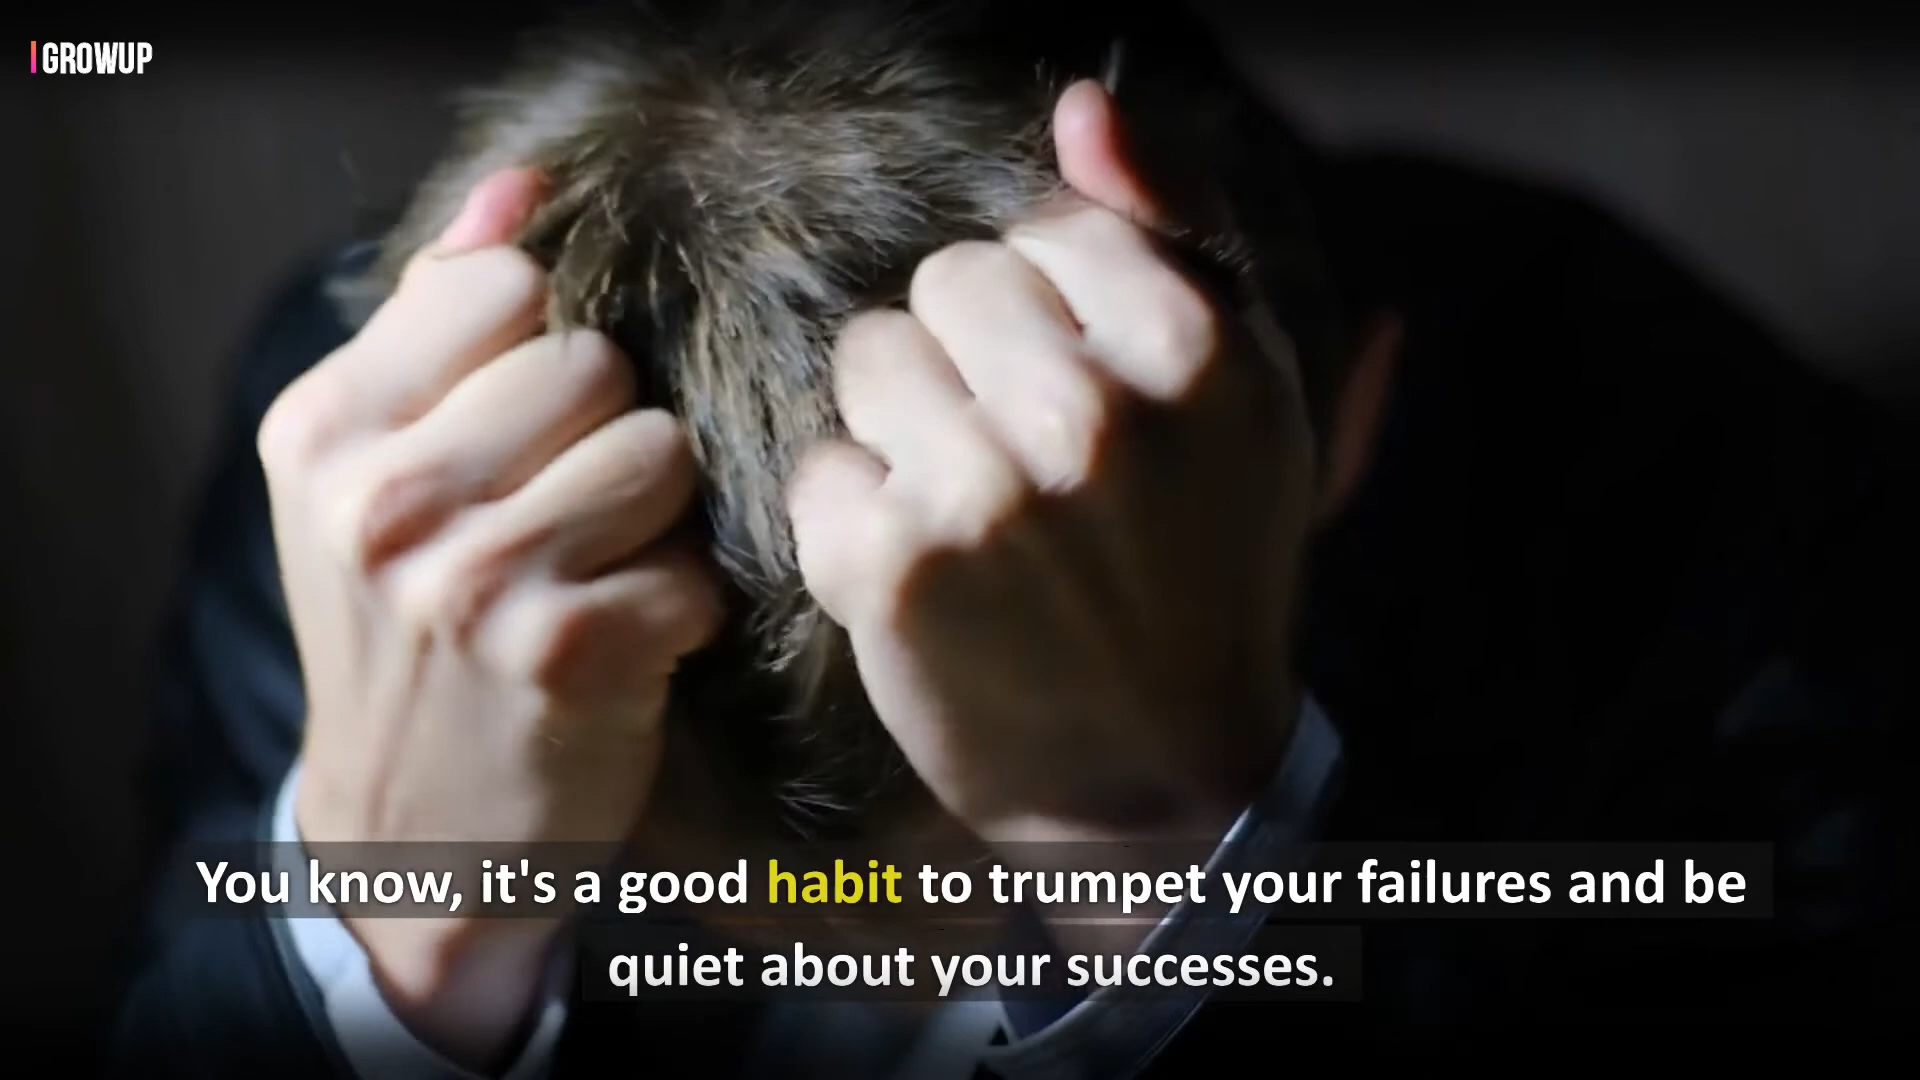 GROWUP
You know, it's a good habit to trumpet your failures and be
quiet about your successes.